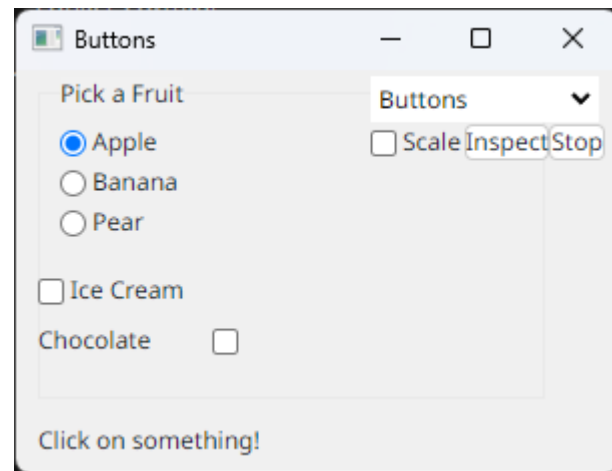 Buttons
Pick a Fruit
Buttons
Apple
Scale Inspect Stop
Banana
Pear
Ice Cream
Chocolate
Click on something!